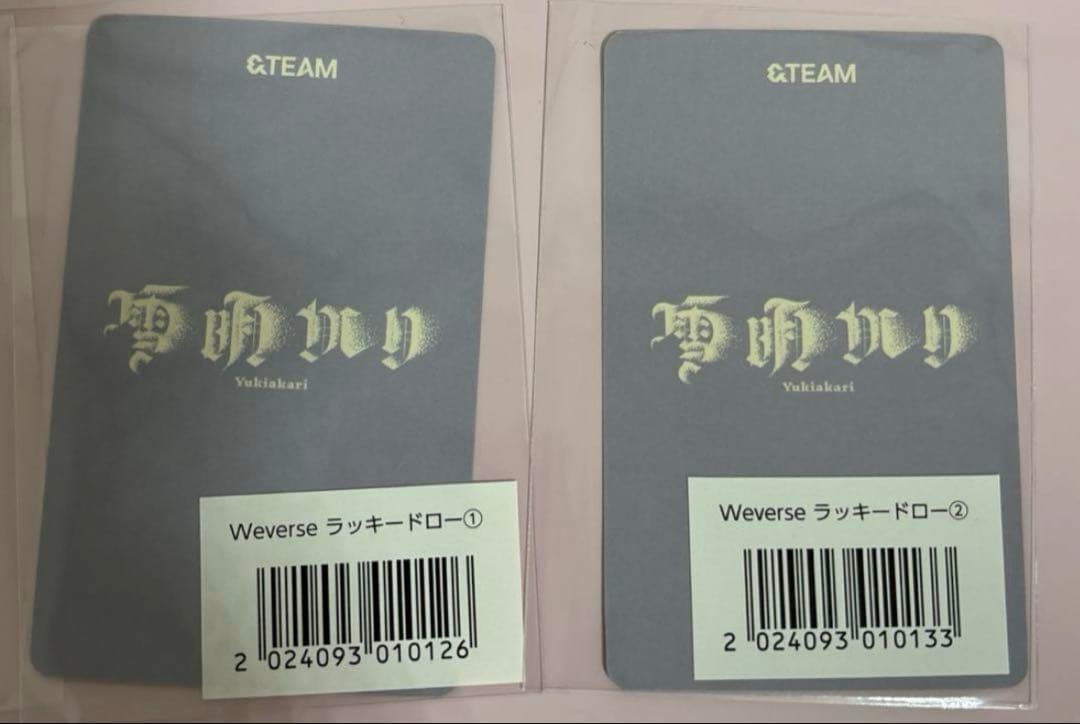 &TEAM
雪明かり
Yukiakari
Weverse ラッキードロー①
2 024093 010126
&TEAM
雪明かり
Yukiakari
Weverse ラッキードロー②
2 024093 010133